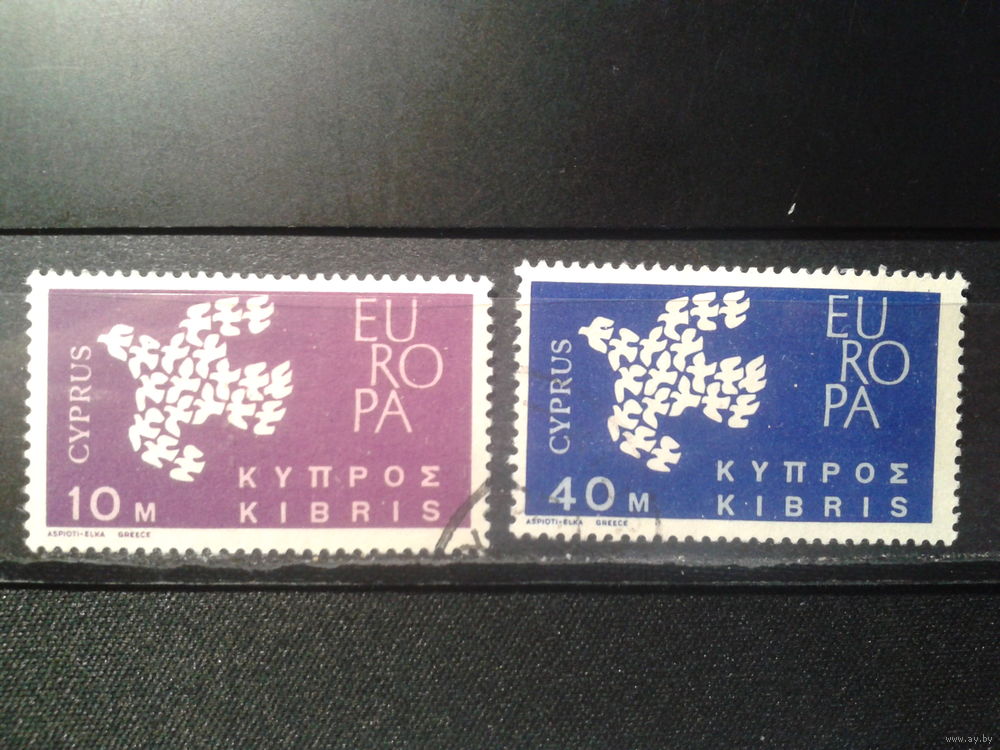 CYPRUS
EU
RO
PA
ΚΥΠΡΟΣ
KIBRIS
10 M
ASPIOTI-ELKA GREECE
CYPRUS
EU
RO
PA
ΚΥΠΡΟΣ
KIBRIS
40 M
ASPIOTI-ELKA GREECE
www.ay.by